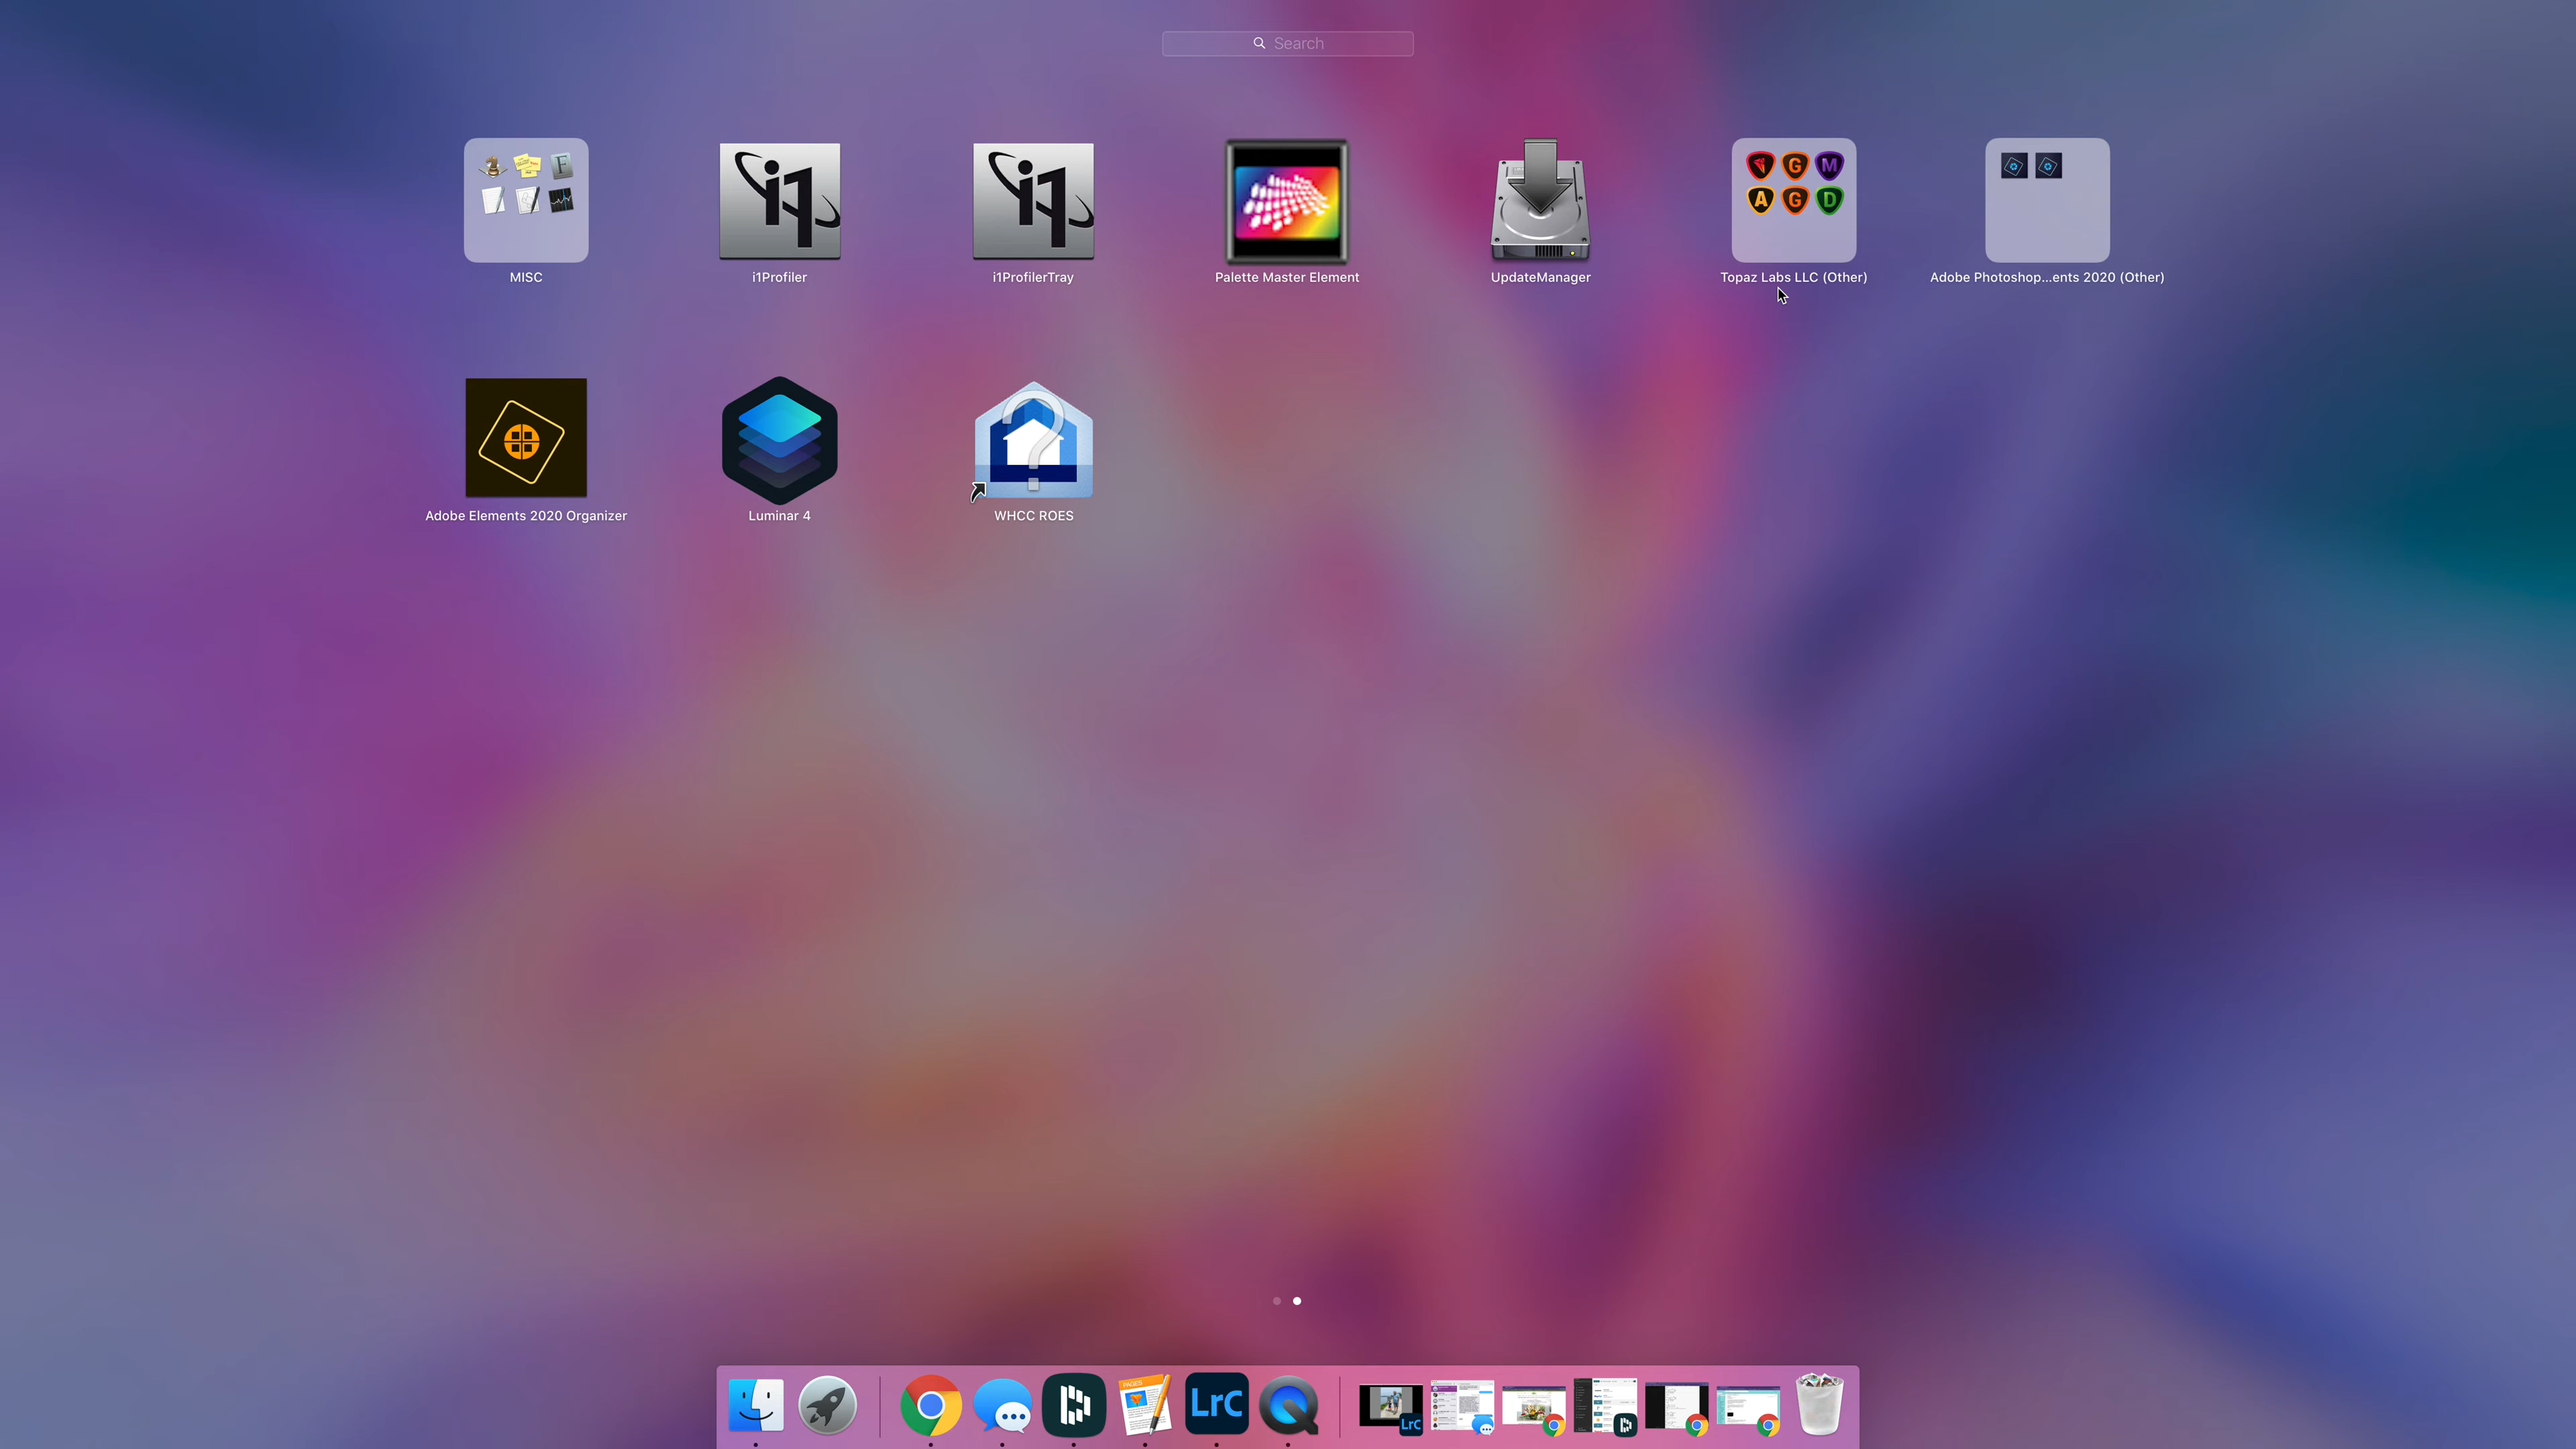 Search
MISC
i1Profiler
i1ProfilerTray
Palette Master Element
UpdateManager
Topaz Labs LLC (Other)
Adobe Photoshop...ents 2020 (Other)
Adobe Elements 2020 Organizer
Luminar 4
WHCC ROES